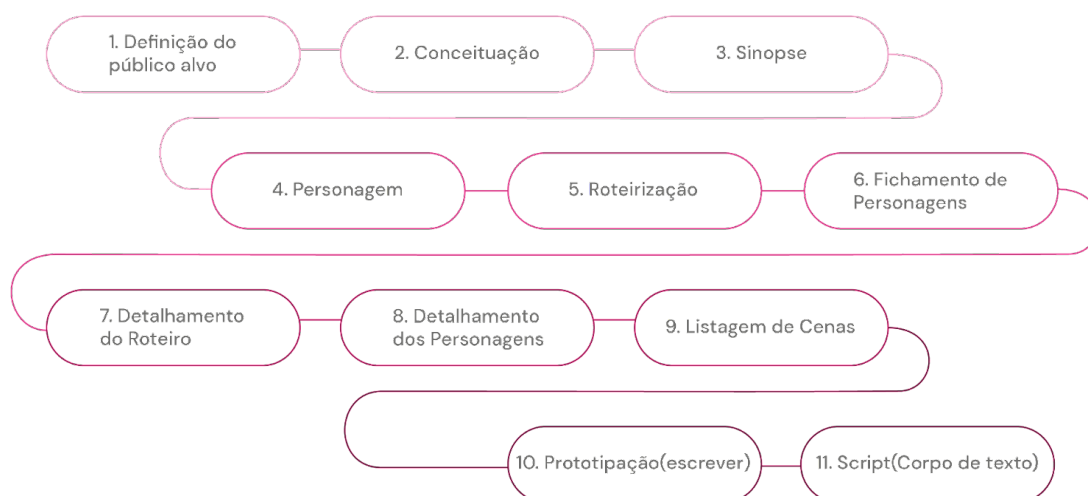 1. Definição do
público alvo
2. Conceituação
3. Sinopse
4. Personagem
5. Roteirização
6. Fichamento de
Personagens
7. Detalhamento
do Roteiro
8. Detalhamento
dos Personagens
9. Listagem de Cenas
10. Prototipação(escrever)
11. Script(Corpo de texto)